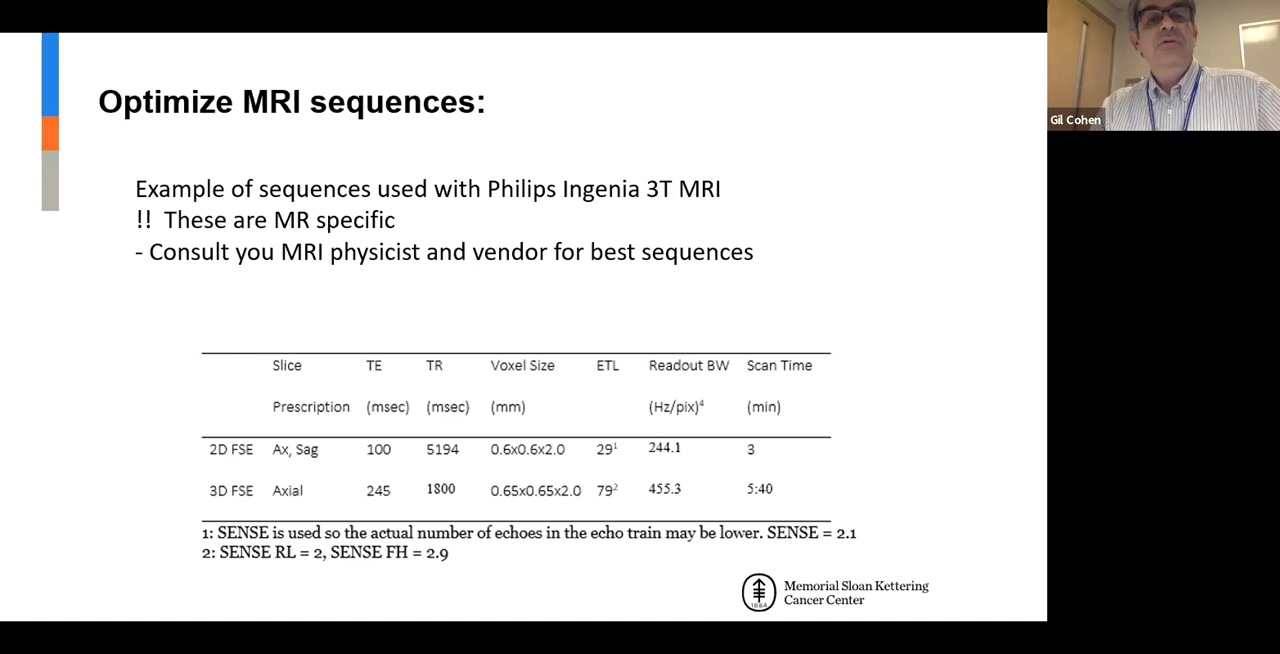 Optimize MRI sequences:
Gil Cohen
Example of sequences used with Philips Ingenia 3T MRI
!! These are MR specific
- Consult you MRI physicist and vendor for best sequences
Slice TE TR Voxel Size ETL Readout BW Scan Time
Prescription (msec) (msec) (mm) (Hz/pix)⁴ (min)
2D FSE Ax, Sag 100 5194 0.6x0.6x2.0 29¹ 244.1 3
3D FSE Axial 245 1800 0.65x0.65x2.0 79² 455.3 5:40
1: SENSE is used so the actual number of echoes in the echo train may be lower. SENSE = 2.1
2: SENSE RL = 2, SENSE FH = 2.9
1884
Memorial Sloan Kettering
Cancer Center